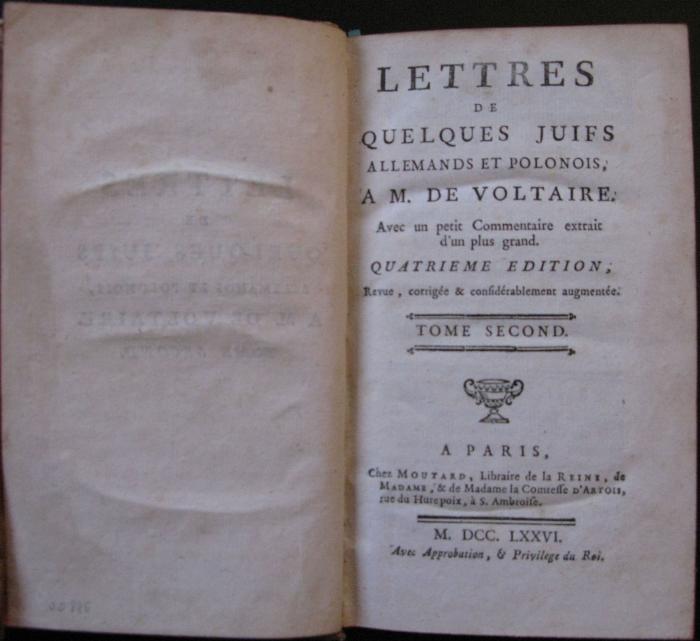 LETTRES
DE
QUELQUES JUIFS
ALLEMANDS ET POLONOIS,
A M. DE VOLTAIRE.
Avec un petit Commentaire extrait
d'un plus grand.
QUATRIEME EDITION,
Revue, corrigée & considérablement augmentée.
TOME SECOND.
A PARIS,
Chez MOUTARD, Libraire de la REINE, de
MADAME, & de Madame la Comtesse D'ARTOIS,
rue du Hurepoix, à S. Ambroise.
M. DCC. LXXVI.
Avec Approbation, & Privilege du Roi.